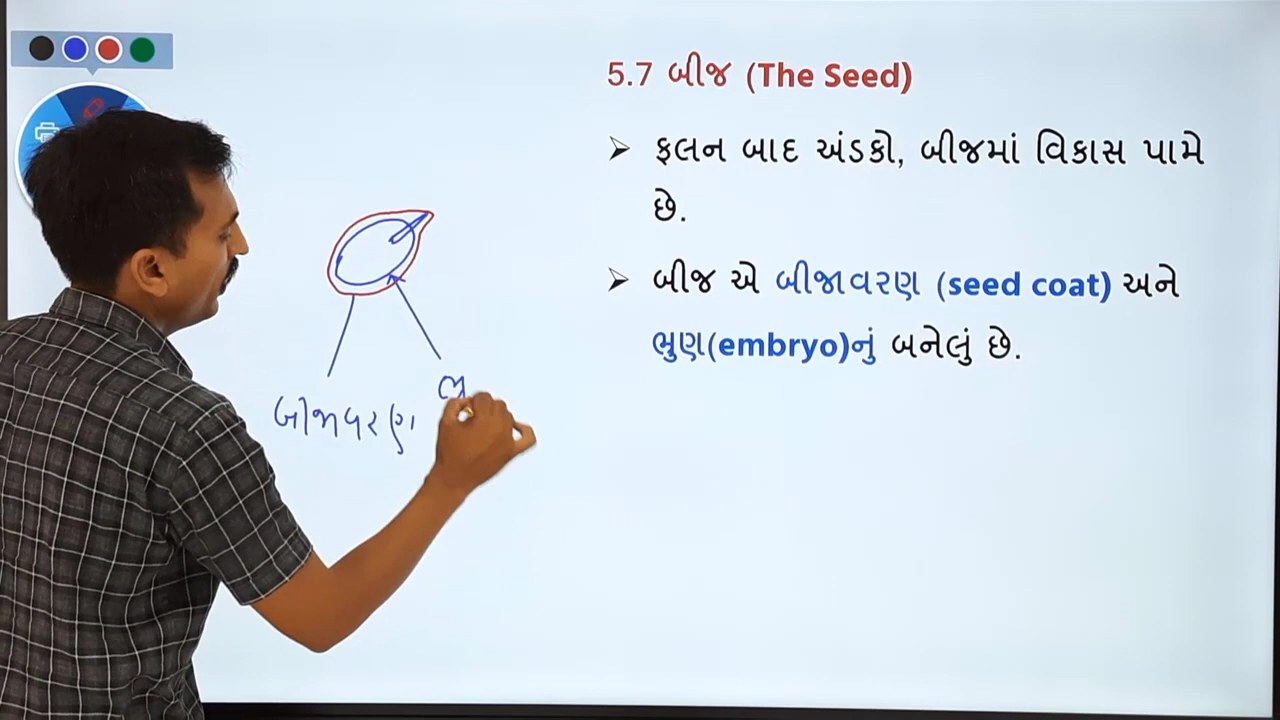 5.7 બીજ (The Seed)
➢ ફલન બાદ અંડકો, બીજમાં વિકાસ પામે
છે.
➢ બીજ એ બીજાવરણ (seed coat) અને
ભ્રુણ(embryo)નું બનેલું છે.
બીજાવરણ
ભ્રુ